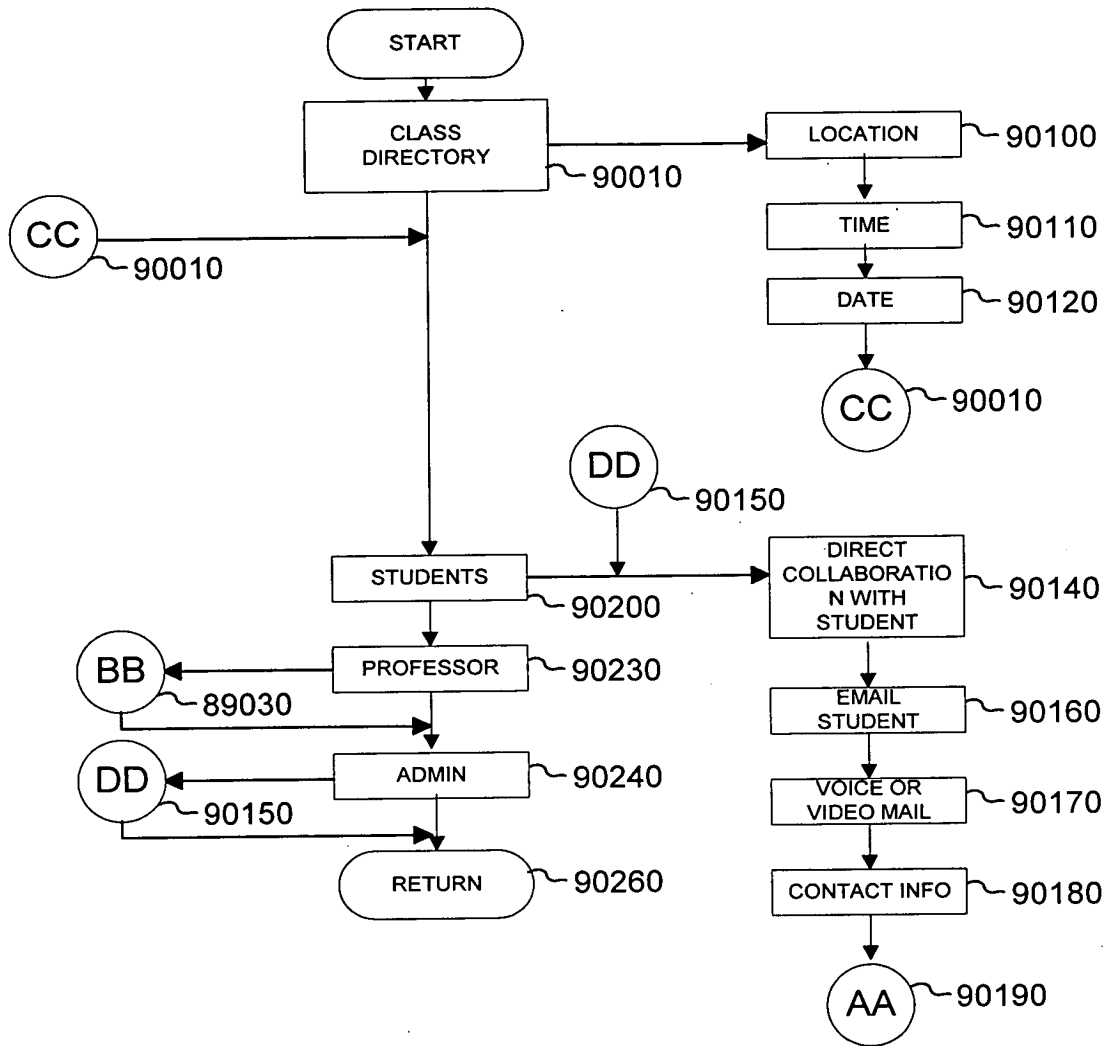 START
CLASS
DIRECTORY
90010
LOCATION
90100
TIME
90110
DATE
90120
CC
90010
CC
90010
DD
90150
STUDENTS
90200
DIRECT
COLLABORATIO
N WITH
STUDENT
90140
PROFESSOR
90230
BB
89030
EMAIL
STUDENT
90160
ADMIN
90240
DD
90150
VOICE OR
VIDEO MAIL
90170
RETURN
90260
CONTACT INFO
90180
AA
90190